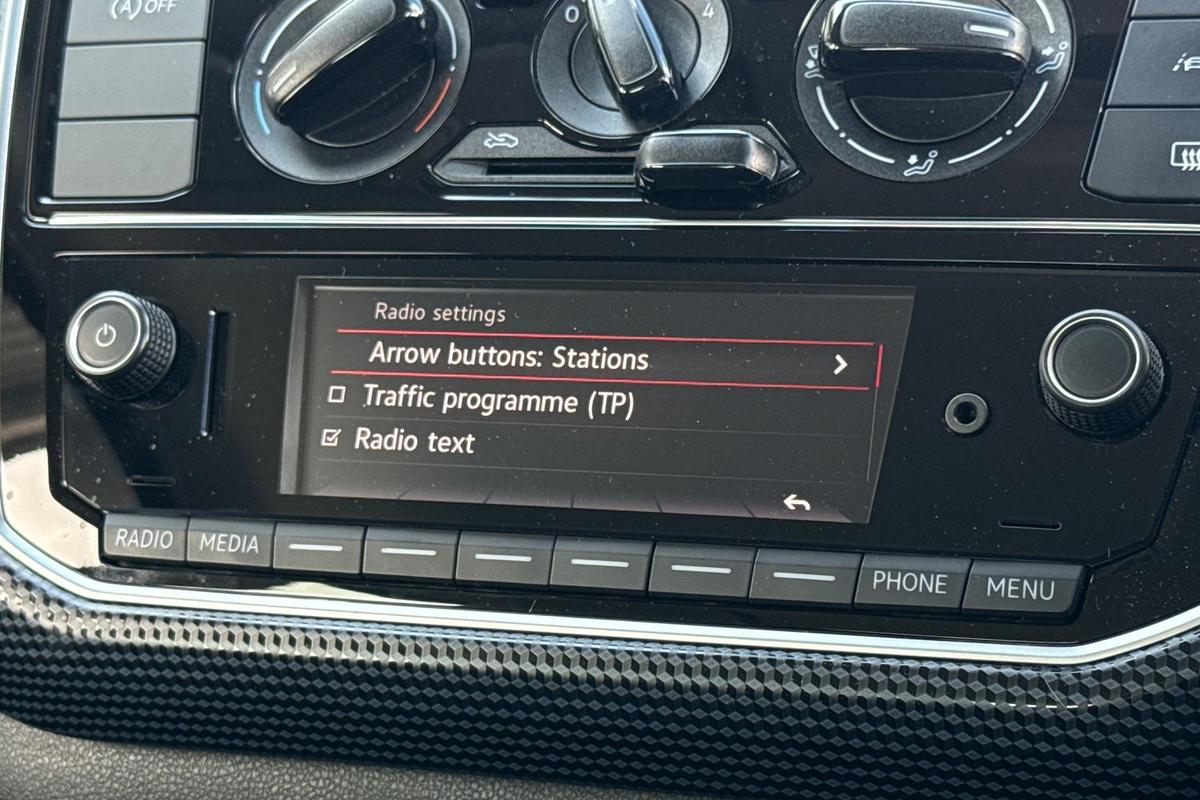 (A) OFF
0 4
Radio settings
Arrow buttons: Stations
Traffic programme (TP)
Radio text
RADIO MEDIA PHONE MENU